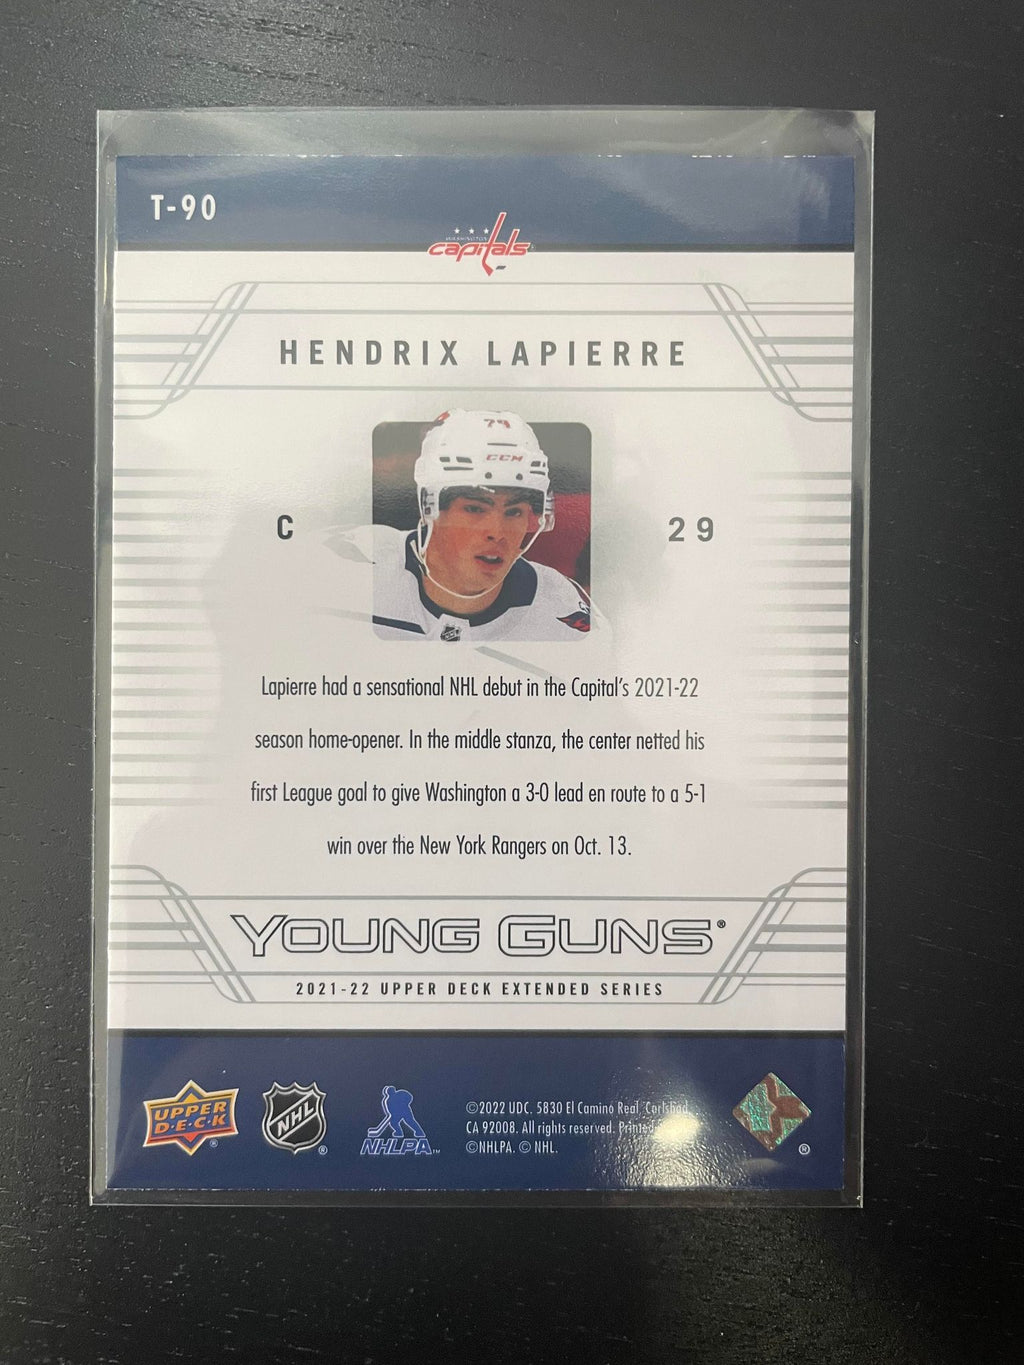 T-90
WASHINGTON
capitals
HENDRIX LAPIERRE
CCM
C
29
Lapierre had a sensational NHL debut in the Capital's 2021-22
season home-opener. In the middle stanza, the center netted his
first League goal to give Washington a 3-0 lead en route to a 5-1
win over the New York Rangers on Oct. 13.
YOUNG GUNS®
2021-22 UPPER DECK EXTENDED SERIES
UPPER
D·E·C·K
®
NHL
®
NHLPA™
©2022 UDC. 5830 El Camino Real, Carlsbad,
CA 92008. All rights reserved. Printed
©NHLPA. © NHL.
®